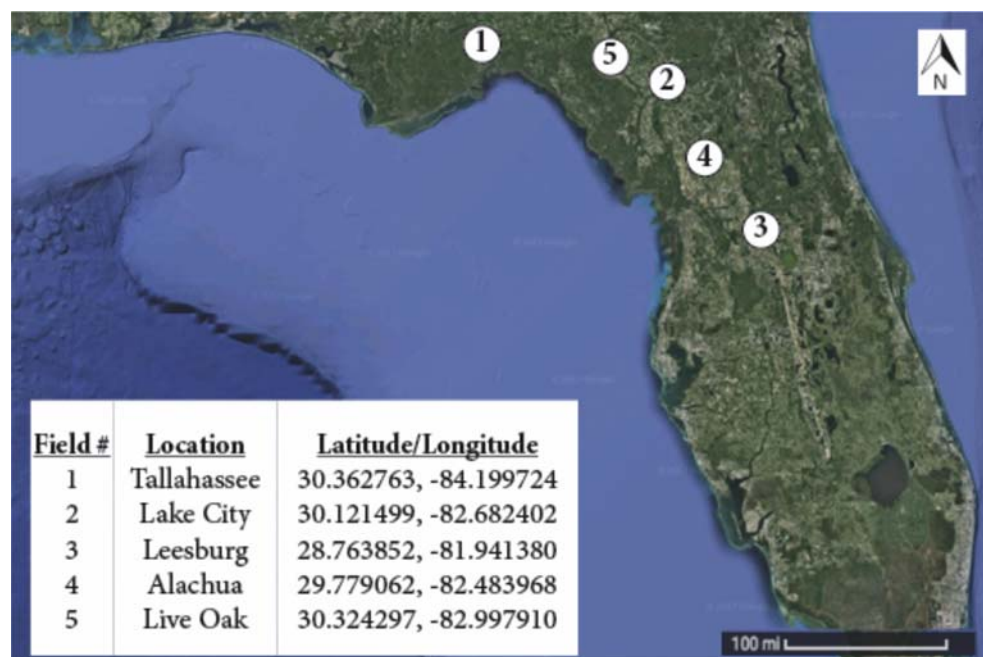 1
5
2
N
4
3
Field # Location Latitude/Longitude
1 Tallahassee 30.362763, -84.199724
2 Lake City 30.121499, -82.682402
3 Leesburg 28.763852, -81.941380
4 Alachua 29.779062, -82.483968
5 Live Oak 30.324297, -82.997910
100 mi